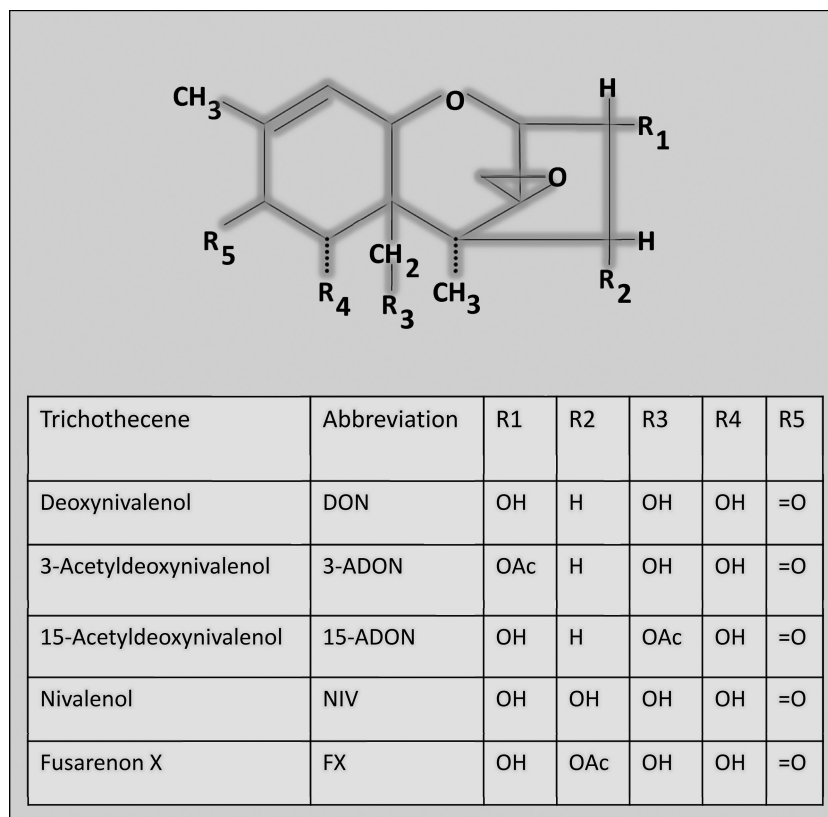 H
CH3
O
R1
O
R5
CH2
H
R4
R3
CH3
R2
Trichothecene Abbreviation R1 R2 R3 R4 R5
Deoxynivalenol DON OH H OH OH =O
3-Acetyldeoxynivalenol 3-ADON OAc H OH OH =O
15-Acetyldeoxynivalenol 15-ADON OH H OAc OH =O
Nivalenol NIV OH OH OH OH =O
Fusarenon X FX OH OAc OH OH =O